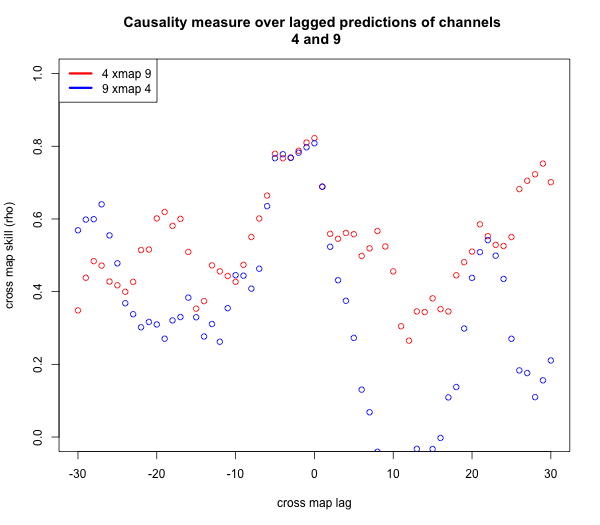 Causality measure over lagged predictions of channels
4 and 9
4 xmap 9
9 xmap 4
1.0
0.8
0.6
0.4
0.2
0.0
cross map skill (rho)
-30 -20 -10 0 10 20 30
cross map lag